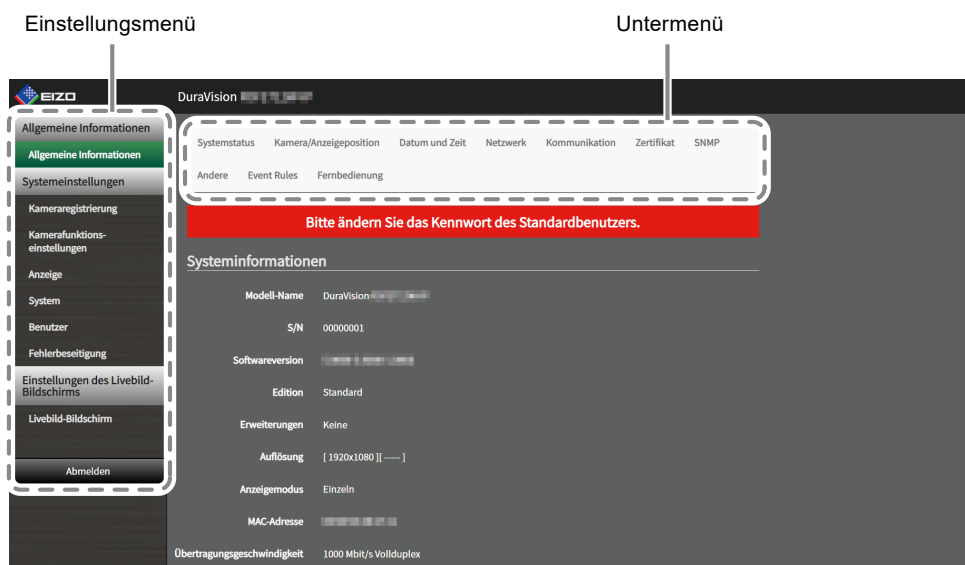 Einstellungsmenü
Untermenü
EIZO
DuraVision
Allgemeine Informationen
Allgemeine Informationen
Systemeinstellungen
Kameraregistrierung
Kamerafunktions-
einstellungen
Anzeige
System
Benutzer
Fehlerbeseitigung
Einstellungen des Livebild-
Bildschirms
Livebild-Bildschirm
Abmelden
Systemstatus Kamera/Anzeigeposition Datum und Zeit Netzwerk Kommunikation Zertifikat SNMP
Andere Event Rules Fernbedienung
Bitte ändern Sie das Kennwort des Standardbenutzers.
Systeminformationen
Modell-Name DuraVision
S/N 00000001
Softwareversion
Edition Standard
Erweiterungen Keine
Auflösung [ 1920x1080 ][ ----- ]
Anzeigemodus Einzeln
MAC-Adresse
Übertragungsgeschwindigkeit 1000 Mbit/s Vollduplex